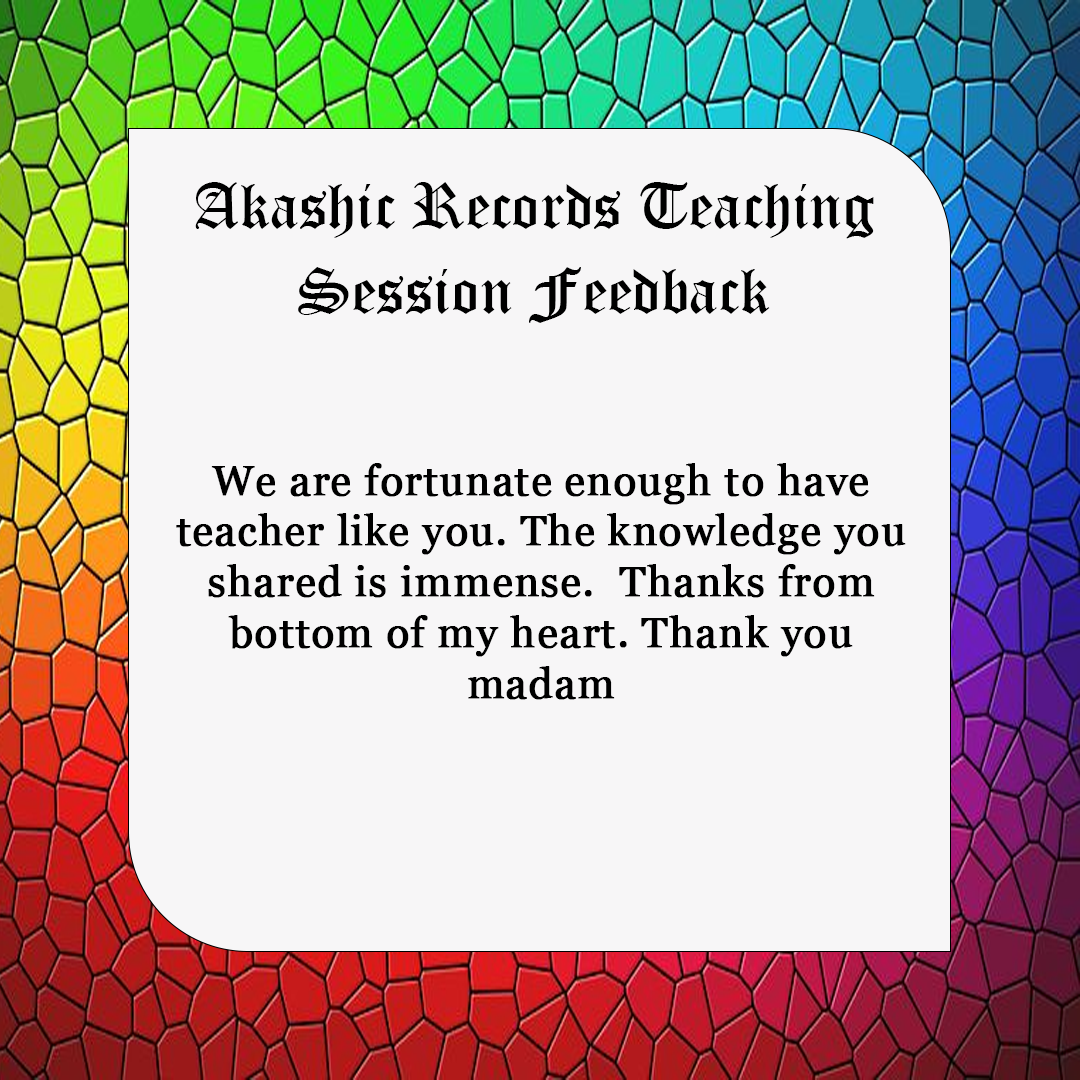 Akashic Records Teaching
Session Feedback
We are fortunate enough to have
teacher like you. The knowledge you
shared is immense.  Thanks from
bottom of my heart. Thank you
madam